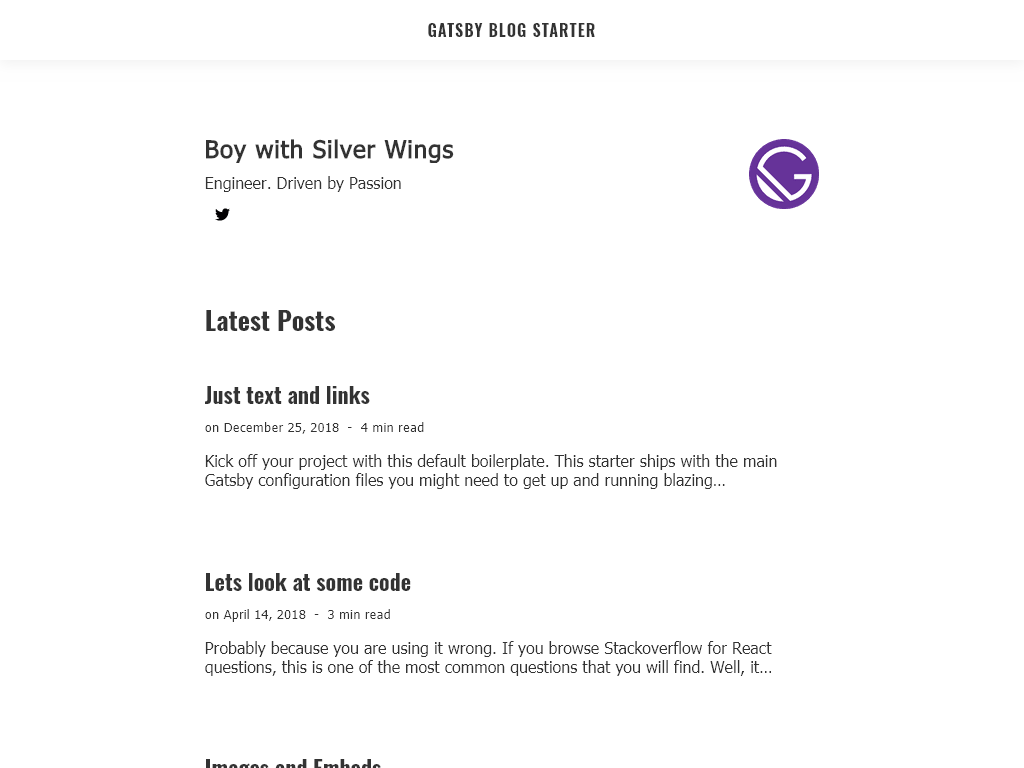 GATSBY BLOG STARTER
Boy with Silver Wings
Engineer. Driven by Passion
Latest Posts
Just text and links
on December 25, 2018 - 4 min read
Kick off your project with this default boilerplate. This starter ships with the main
Gatsby configuration files you might need to get up and running blazing...
Lets look at some code
on April 14, 2018 - 3 min read
Probably because you are using it wrong. If you browse Stackoverflow for React
questions, this is one of the most common questions that you will find. Well, it...
Images and Embeds